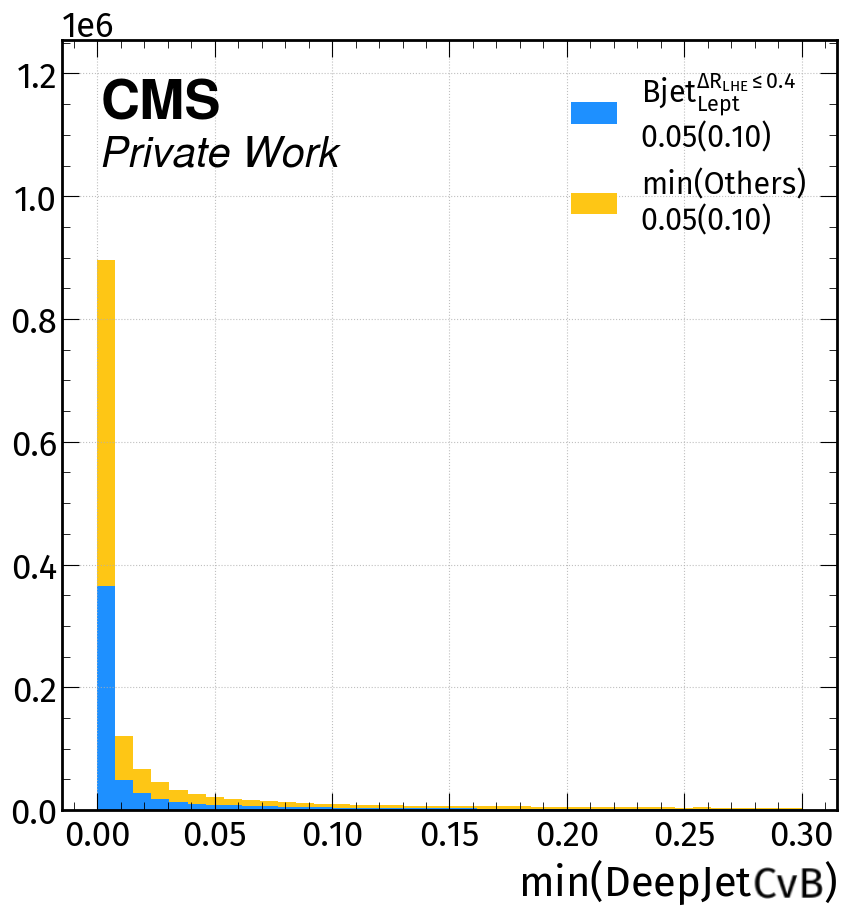 1e6
1.2
1.0
0.8
0.6
0.4
0.2
0.0
CMS
Private Work
Bjet ΔR_LHE ≤ 0.4 Lept
0.05(0.10)
min(Others)
0.05(0.10)
0.00 0.05 0.10 0.15 0.20 0.25 0.30
min(DeepJetCvB)